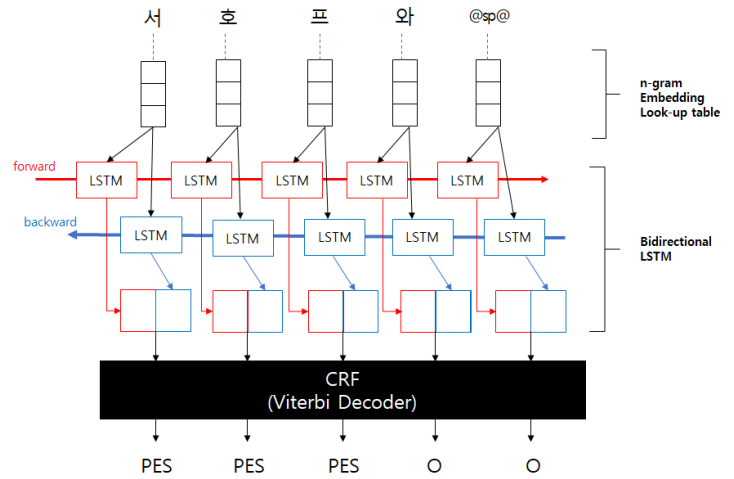 서 호 프 와 @sp@
n-gram
Embedding
Look-up table
forward
LSTM LSTM LSTM LSTM LSTM
backward
LSTM LSTM LSTM LSTM LSTM
Bidirectional
LSTM
CRF
(Viterbi Decoder)
PES PES PES O O